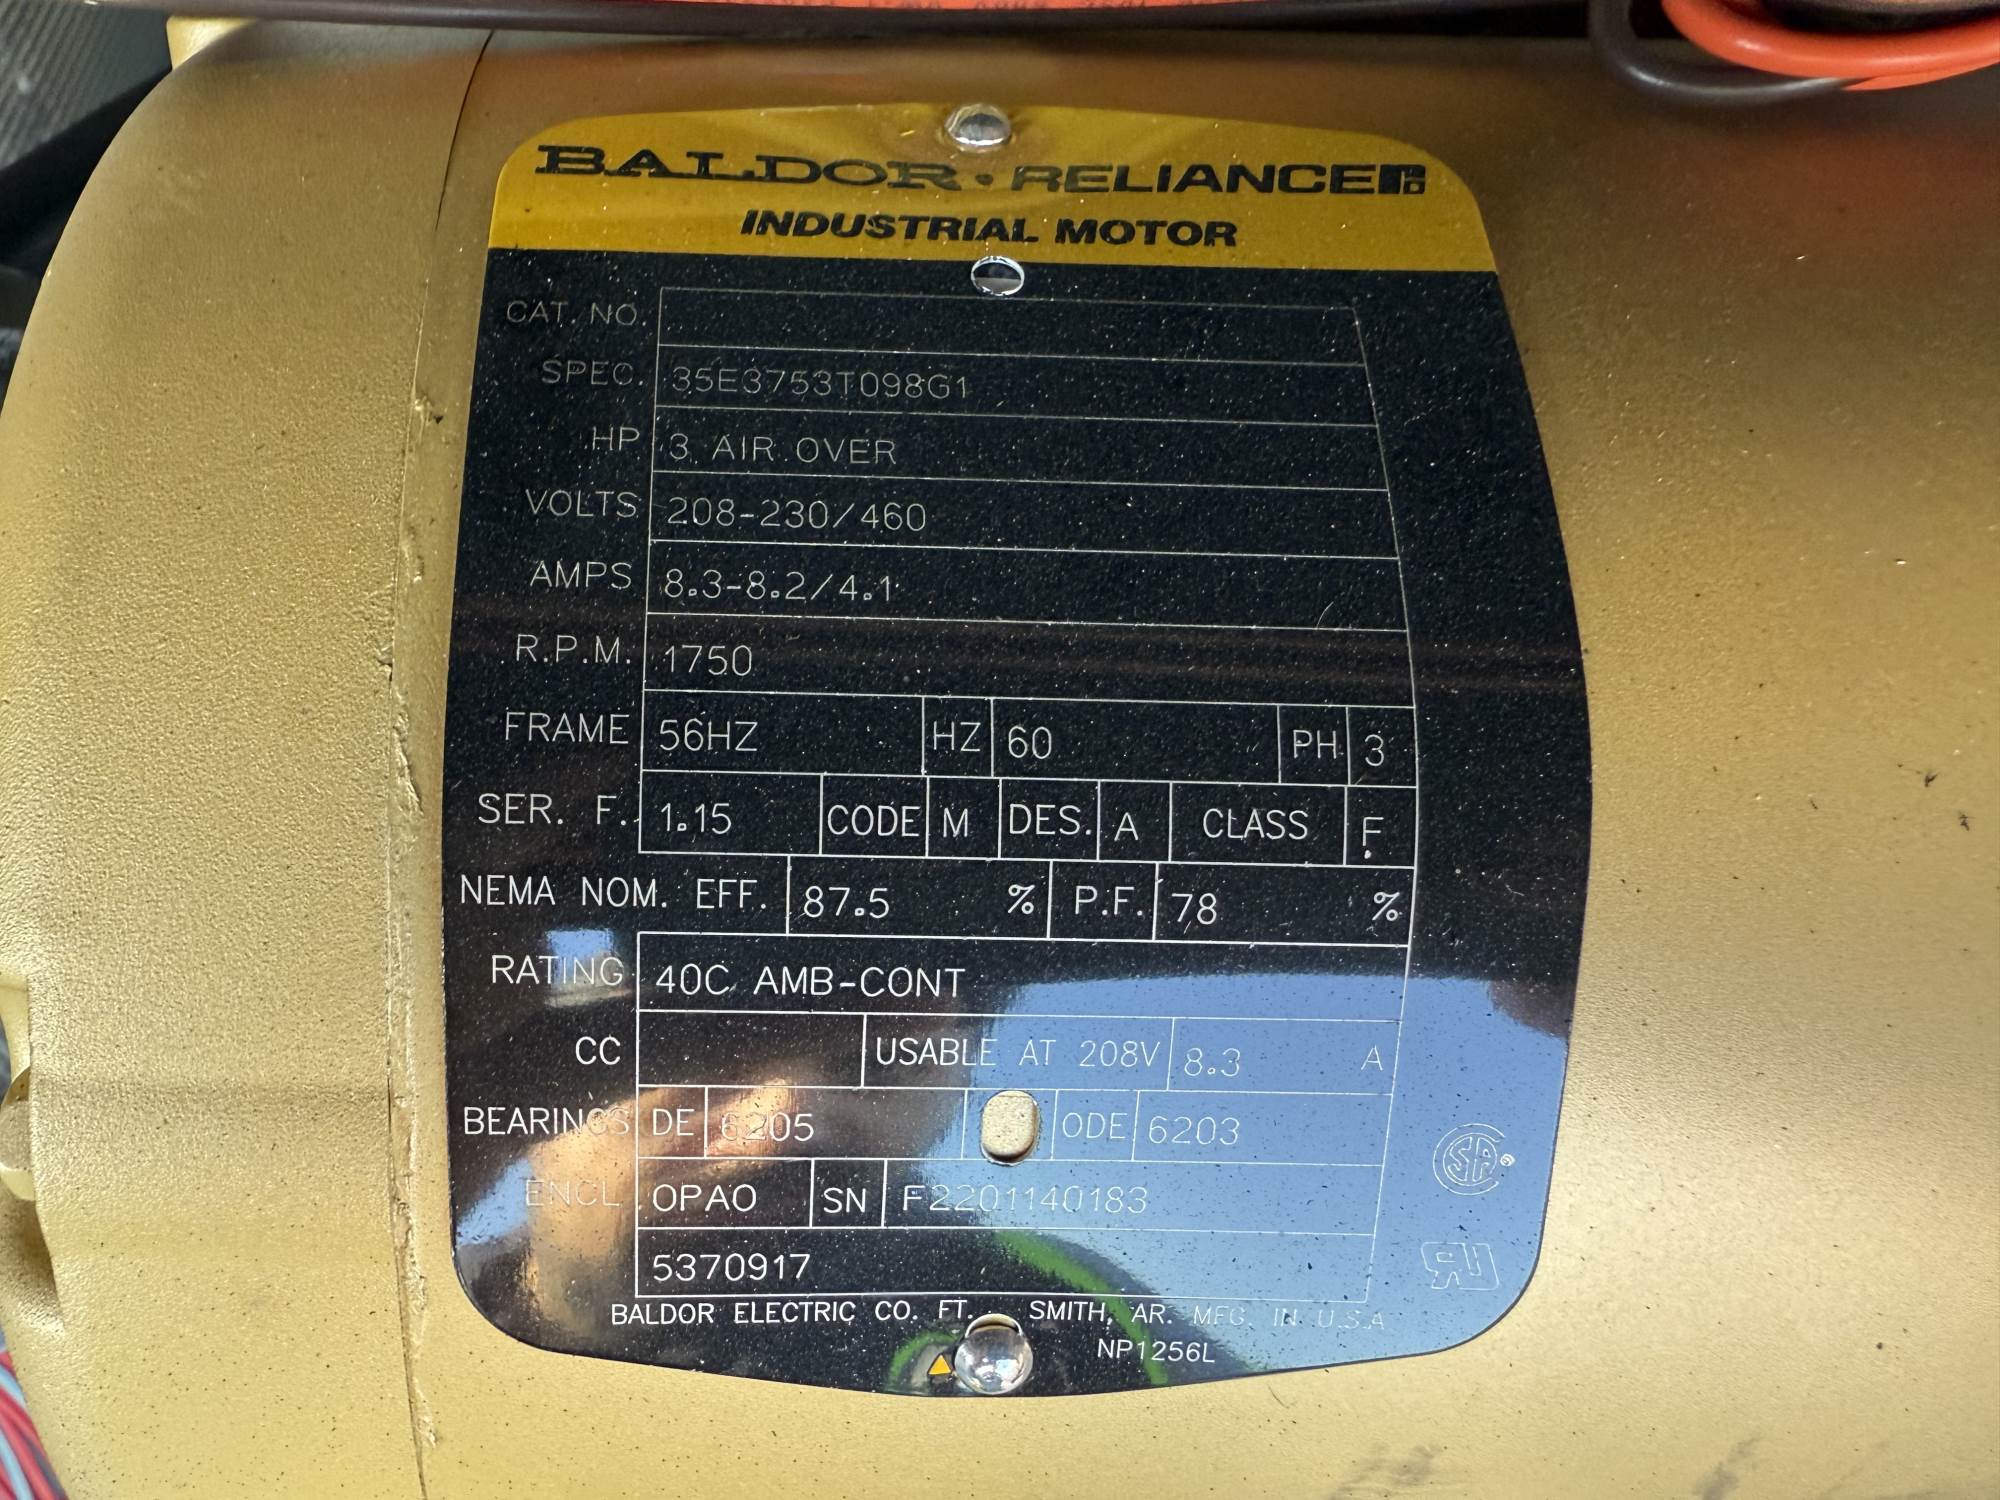 BALDOR • RELIANCE
INDUSTRIAL MOTOR
CAT. NO.
SPEC. 35E3753T098G1
HP 3 AIR OVER
VOLTS 208-230/460
AMPS 8.3-8.2/4.1
R.P.M. 1750
FRAME 56HZ HZ 60 PH 3
SER. F. 1.15 CODE M DES. A CLASS F
NEMA NOM. EFF. 87.5 % P.F. 78 %
RATING 40C AMB-CONT
CC USABLE AT 208V 8.3 A
BEARINGS DE 6205 ODE 6203
ENCL OPAO SN F2201140183
5370917
BALDOR ELECTRIC CO. FT. SMITH, AR. MFG. IN U.S.A
NP1256L